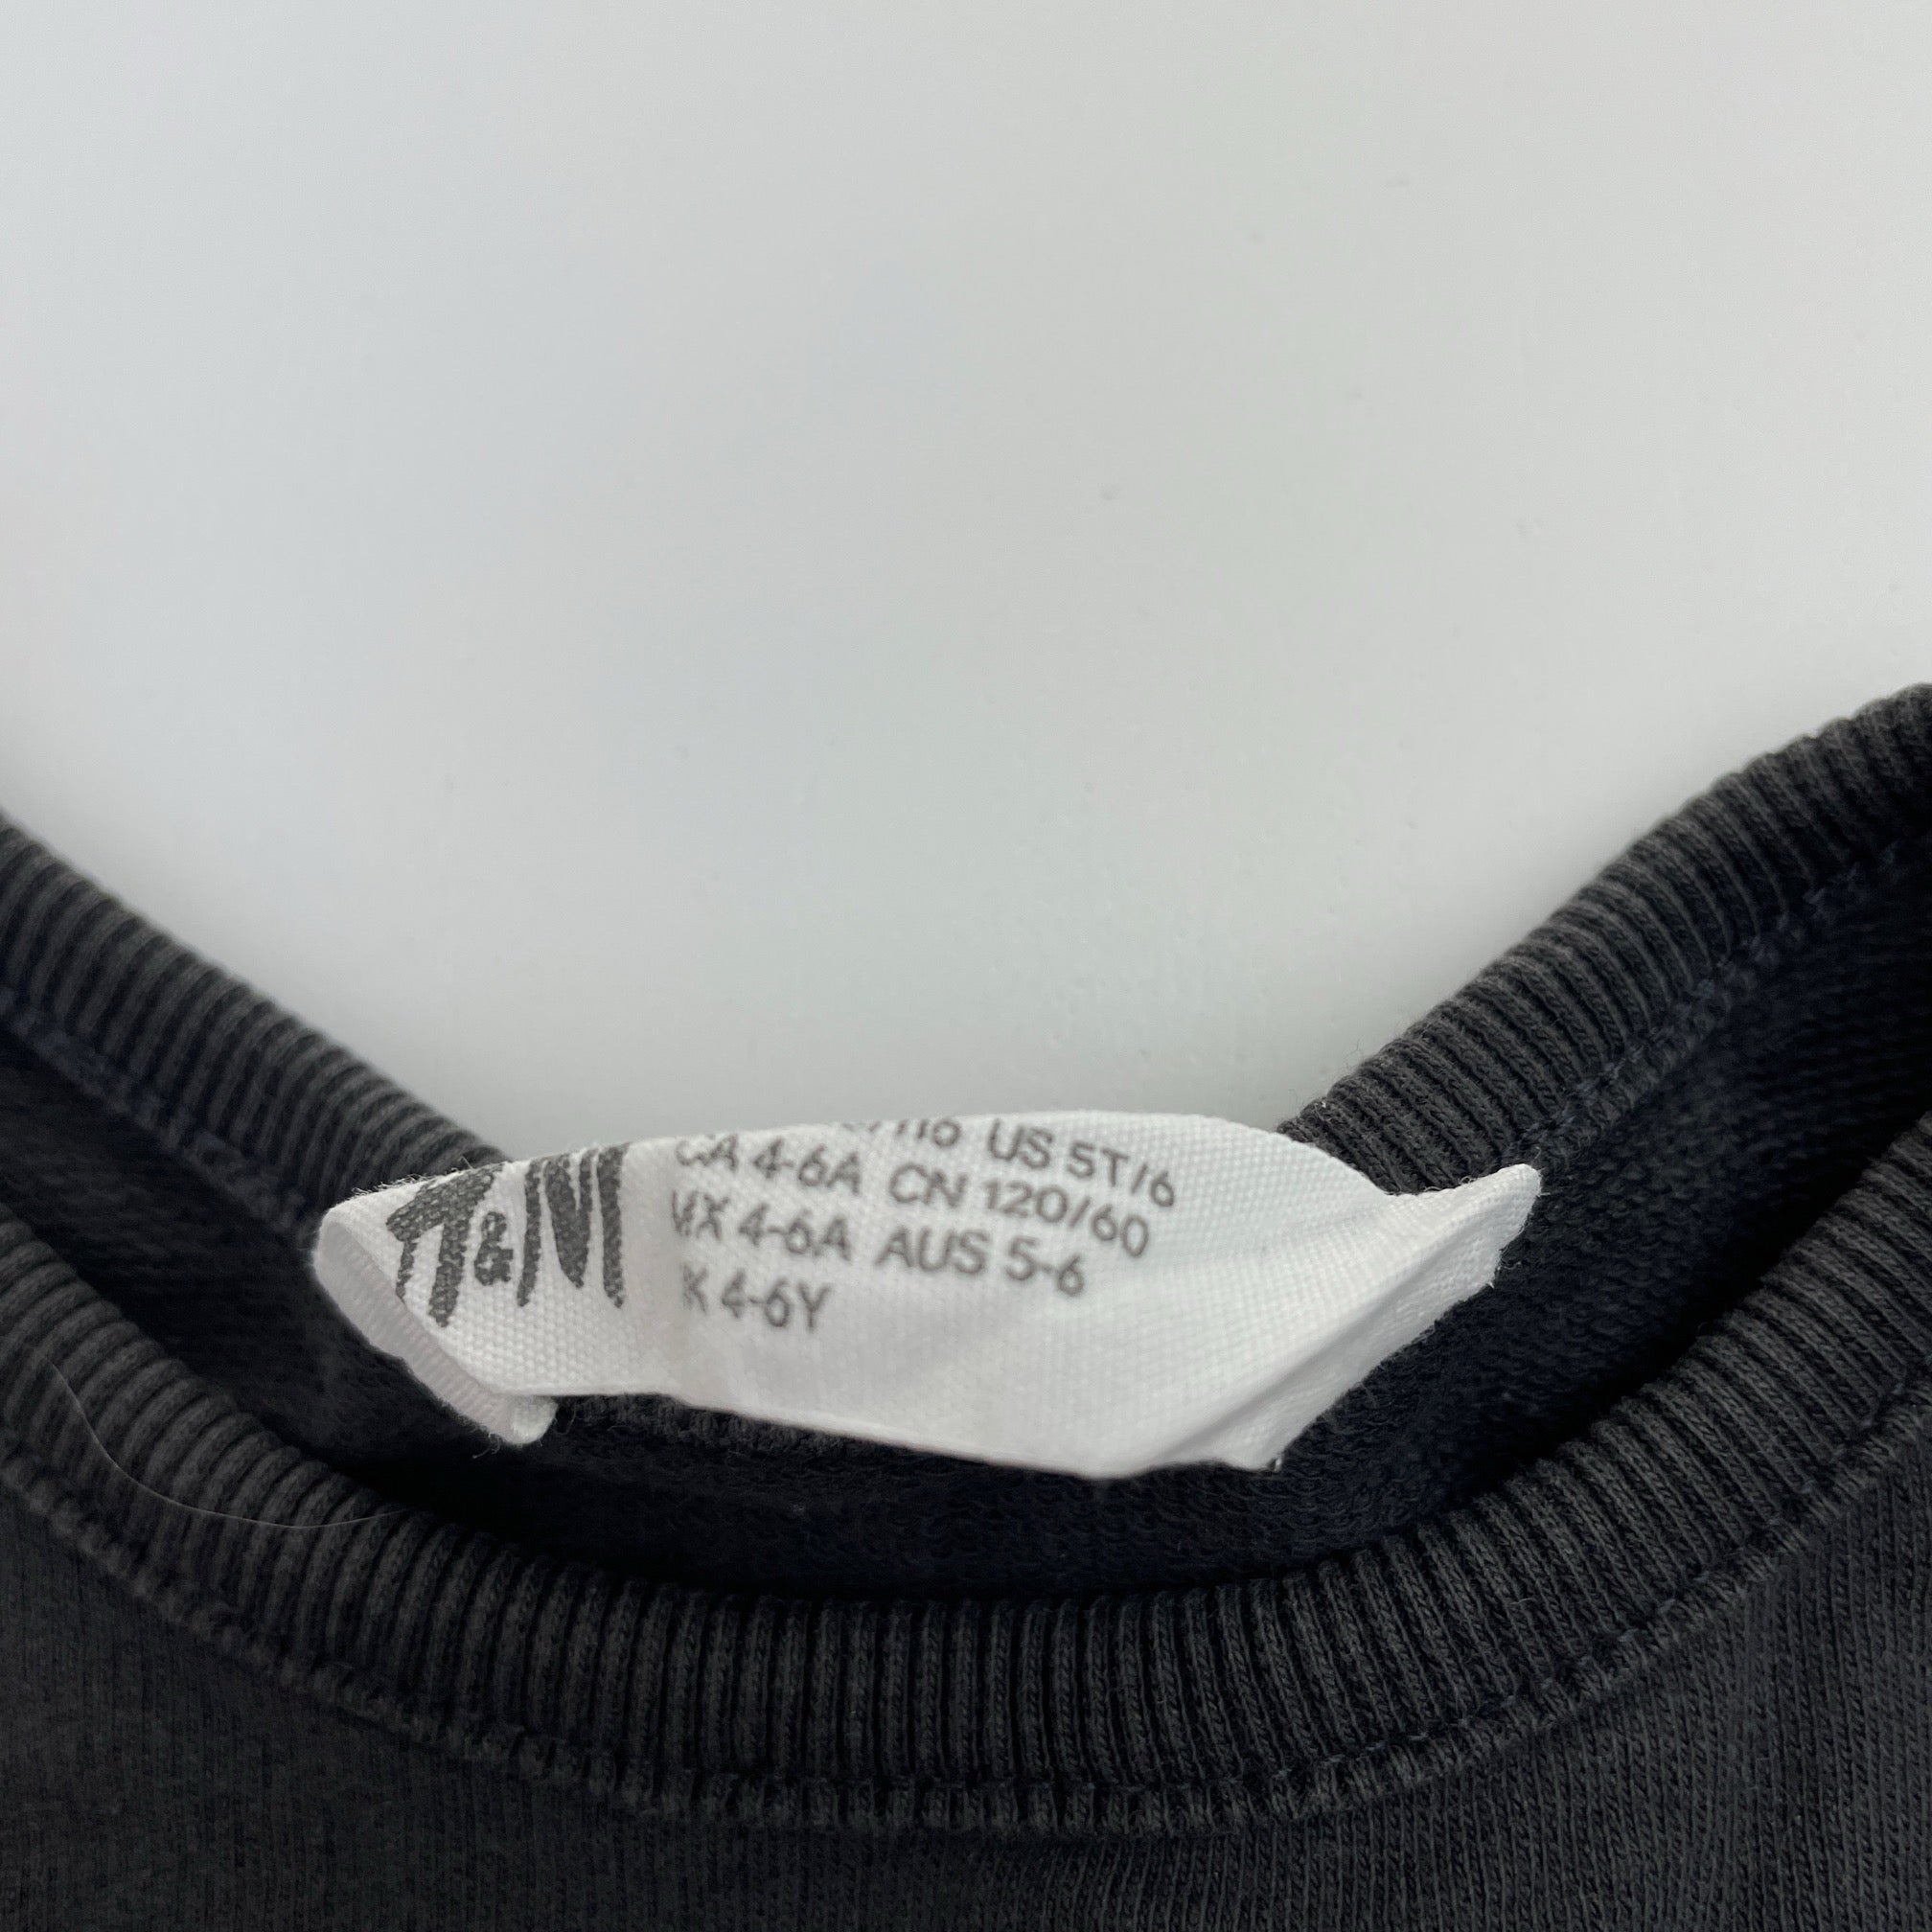 H&M
US 5T/6
CA 4-6A CN 120/60
MX 4-6A AUS 5-6
4-6Y